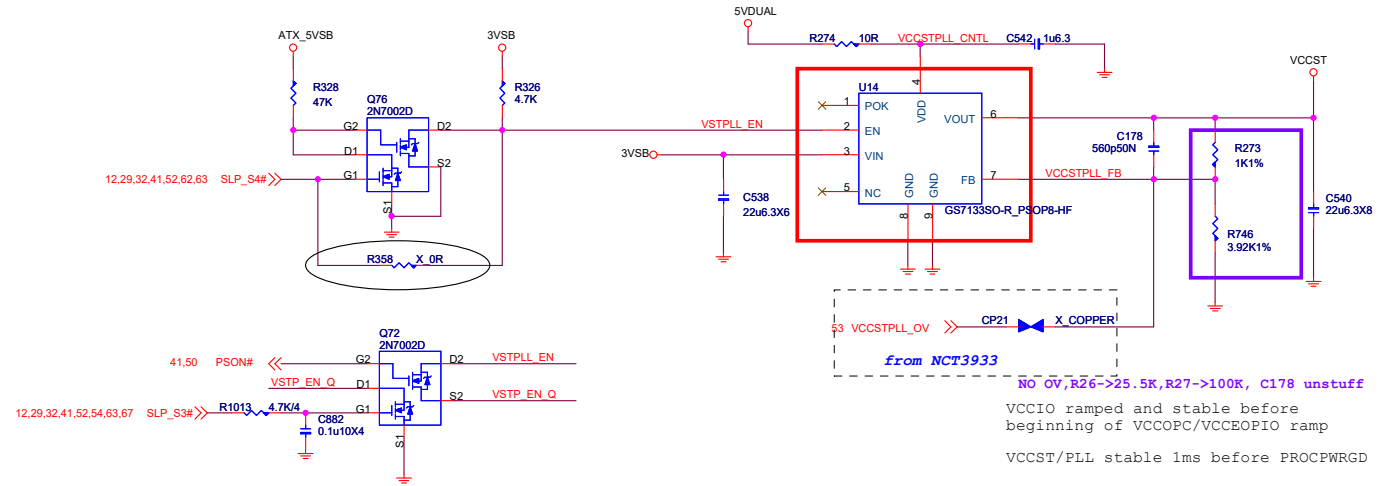 5VDUAL
ATX_5VSB
3VSB
R274
10R
VCCSTPLL_CNTL
C542
1u6.3
VCCST
R328
47K
Q76
2N7002D
R326
4.7K
U14
4
VDD
1
POK
G2
D2
VSTPLL_EN
2
EN
VOUT
6
D1
S2
3VSB
3
VIN
C178
560p50N
R273
1K1%
12,29,32,41,52,62,63
SLP_S4#
G1
5
NC
FB
7
VCCSTPLL_FB
S1
C538
22u6.3X6
GND
GND
8
9
GS7133SO-R_PSOP8-HF
C540
22u6.3X8
R746
3.92K1%
R358
X_0R
53
VCCSTPLL_OV
CP21
X_COPPER
from NCT3933
Q72
2N7002D
41,50
PSON#
G2
D2
VSTPLL_EN
VSTP_EN_Q
D1
S2
VSTP_EN_Q
12,29,32,41,52,54,63,67
SLP_S3#
R1013
4.7K/4
G1
C882
0.1u10X4
S1
NO OV,R26->25.5K,R27->100K, C178 unstuff
VCCIO ramped and stable before
beginning of VCCOPC/VCCEOPIO ramp
VCCST/PLL stable 1ms before PROCPWRGD